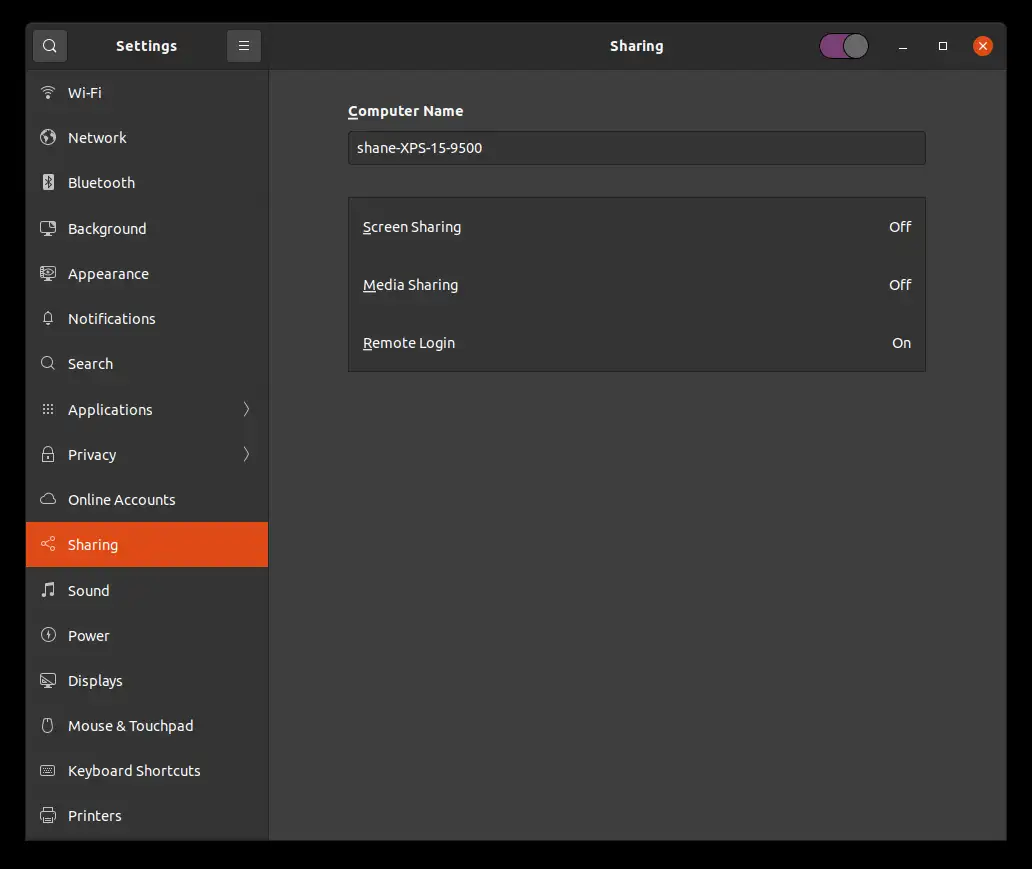 Settings
Sharing
Wi-Fi
Network
Bluetooth
Background
Appearance
Notifications
Search
Applications
Privacy
Online Accounts
Sharing
Sound
Power
Displays
Mouse & Touchpad
Keyboard Shortcuts
Printers
Computer Name
shane-XPS-15-9500
Screen Sharing Off
Media Sharing Off
Remote Login On